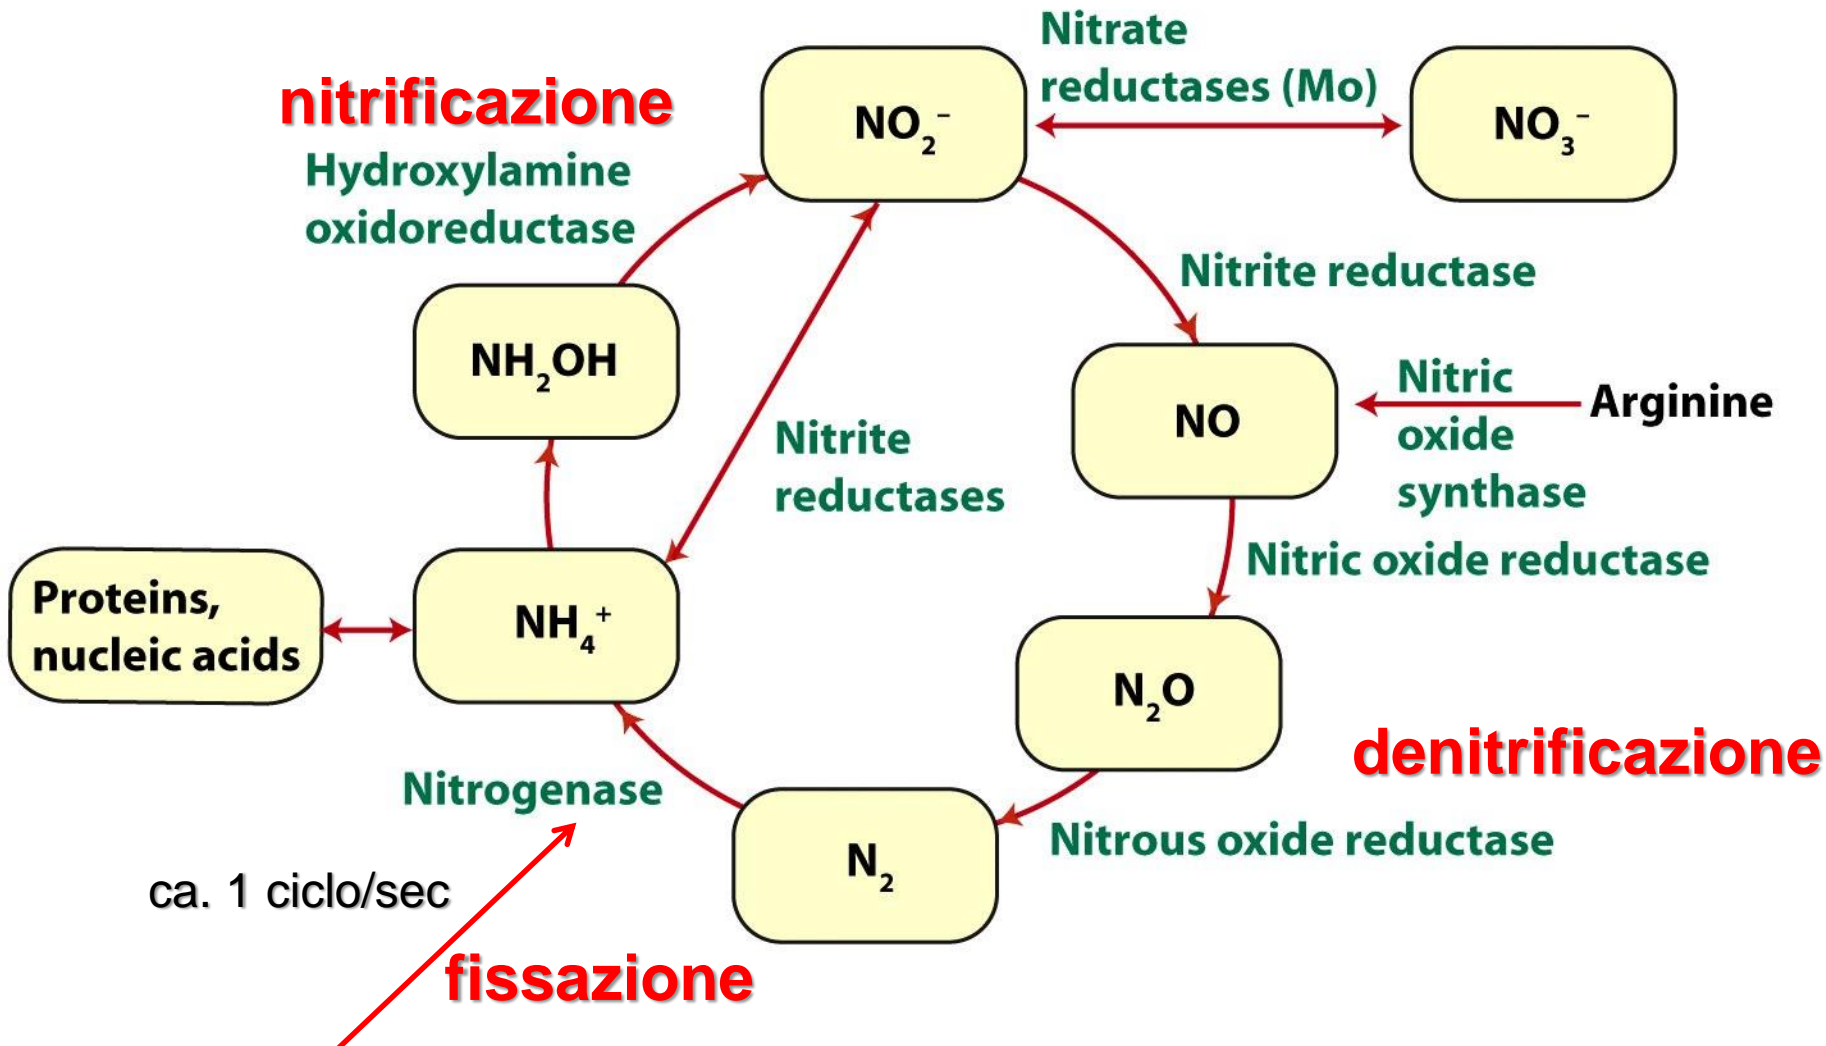 nitrificazione
Hydroxylamine
oxidoreductase
NO₂⁻
Nitrate
reductases (Mo)
NO₃⁻
Nitrite reductase
NH₂OH
Nitrite
reductases
NO
Nitric
oxide
synthase
Arginine
Nitric oxide reductase
Proteins,
nucleic acids
NH₄⁺
N₂O
denitrificazione
Nitrogenase
N₂
Nitrous oxide reductase
ca. 1 ciclo/sec
fissazione